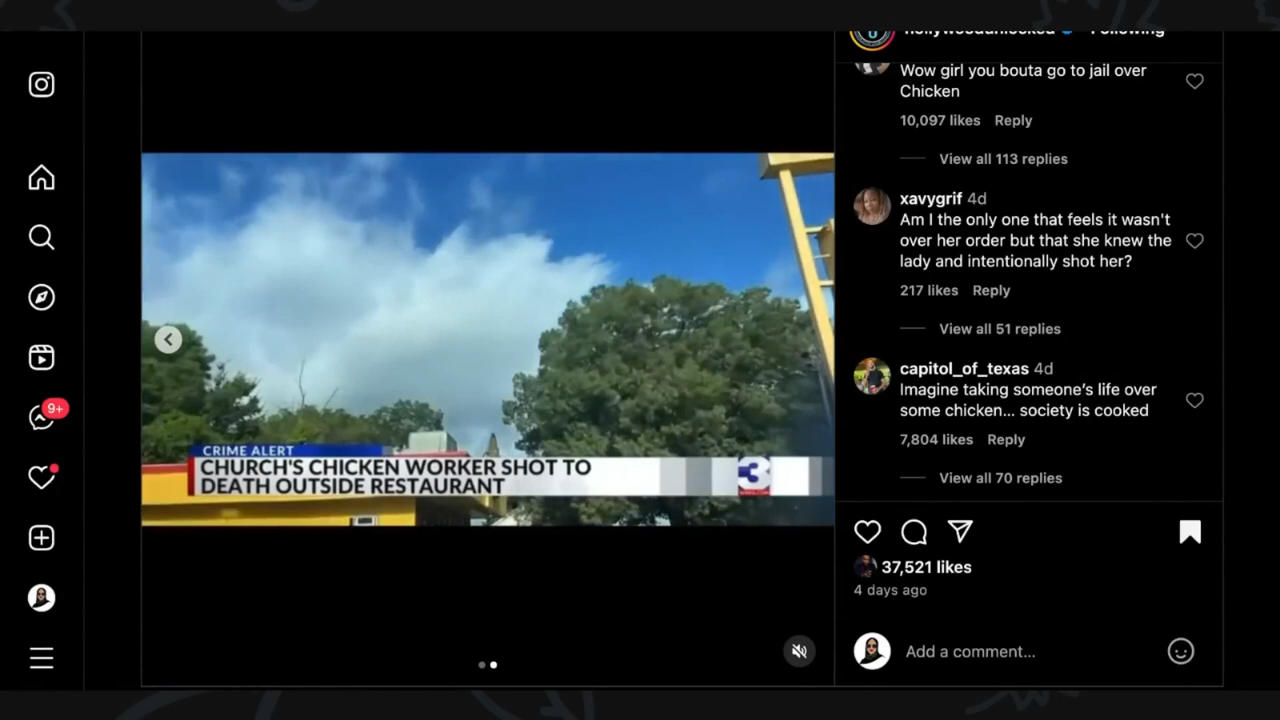 hollywoodunlocked Following
Wow girl you bouta go to jail over
Chicken
10,097 likes Reply
View all 113 replies
xavygrif 4d
Am I the only one that feels it wasn't
over her order but that she knew the
lady and intentionally shot her?
217 likes Reply
View all 51 replies
capitol_of_texas 4d
Imagine taking someone’s life over
some chicken... society is cooked
7,804 likes Reply
View all 70 replies
37,521 likes
4 days ago
Add a comment...
9+
CRIME ALERT
CHURCH'S CHICKEN WORKER SHOT TO
DEATH OUTSIDE RESTAURANT
3